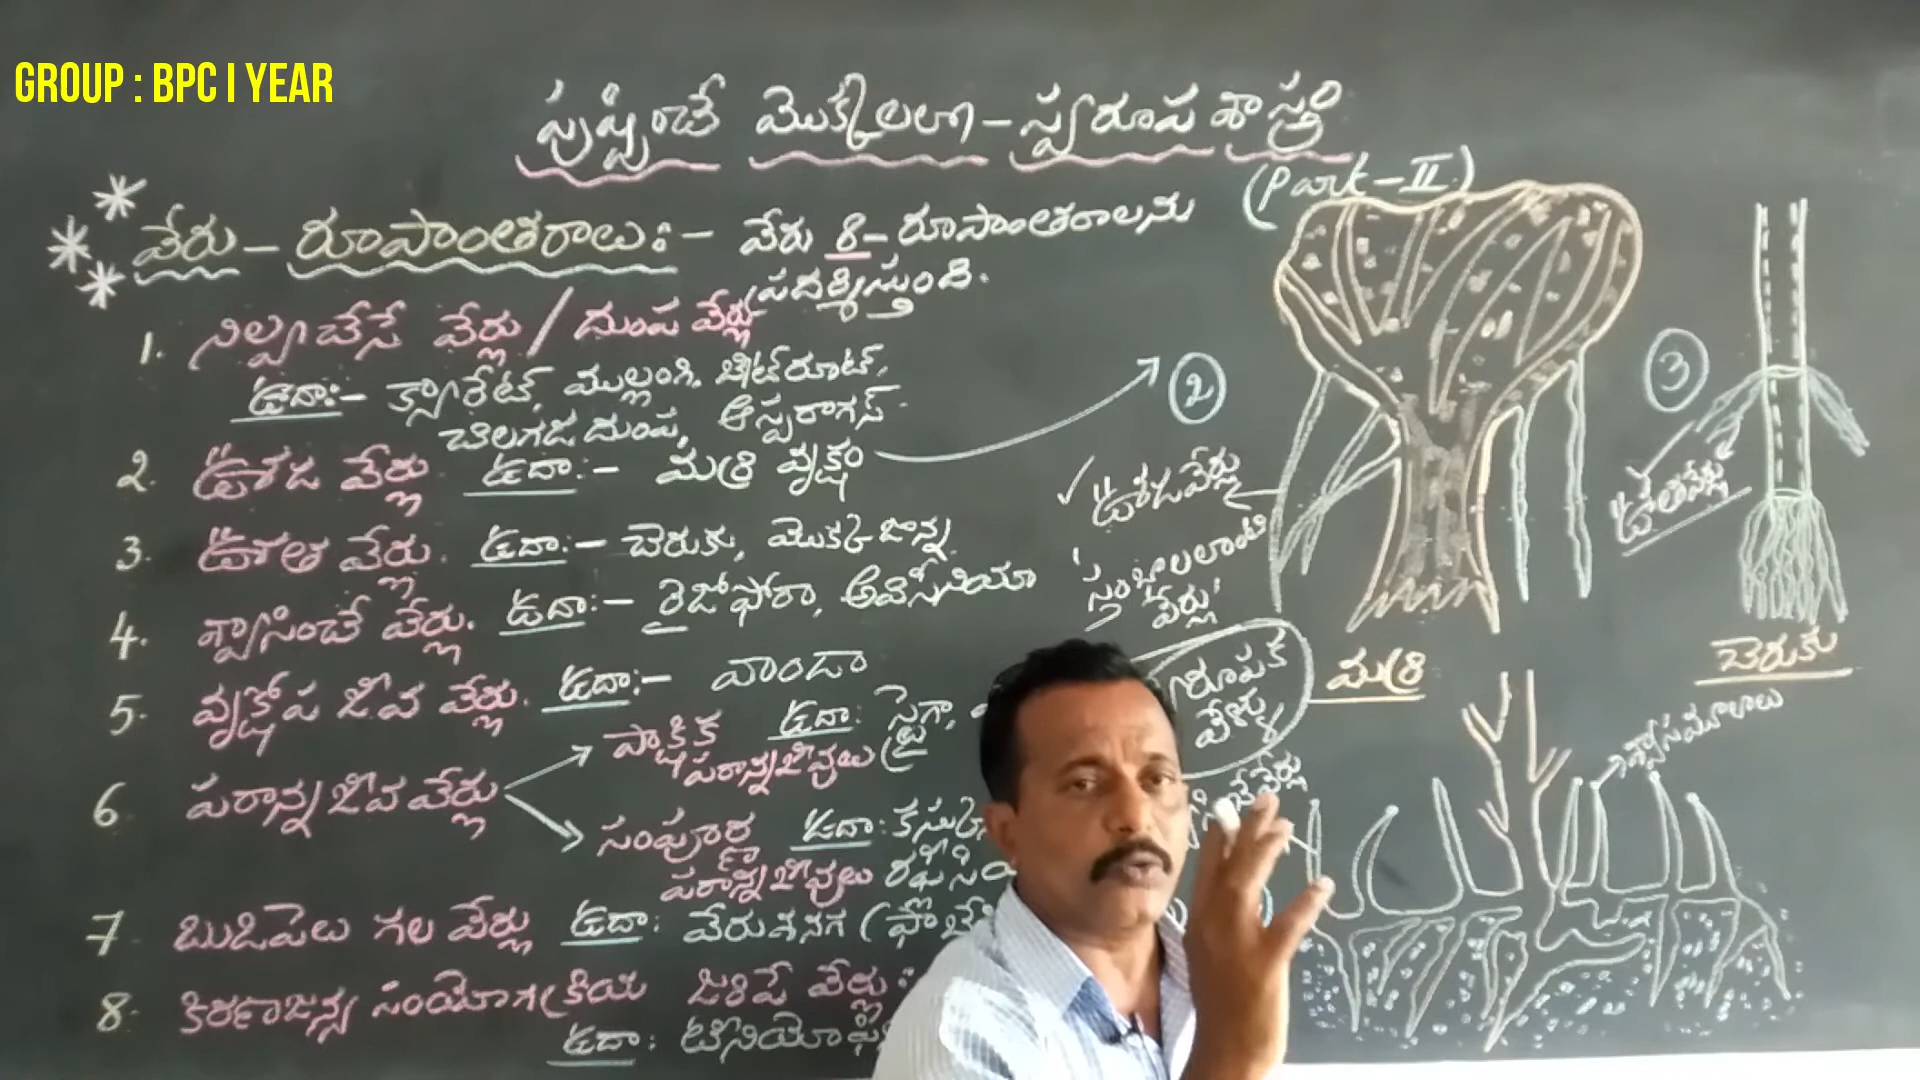 GROUP : BPC I YEAR
పుష్పించే మొక్కలలో – స్వరూప శాస్త్రం
(Part – II)
వేరు – రూపాంతరాలు :– వేరు 8 – రూపాంతరాలను
ప్రదర్శిస్తుంది.
1. నిల్వచేసే వేర్లు / దుంప వేర్లు
ఉదా:– క్యారేట్, ముల్లంగి, బీట్‌రూట్,
చిలగడ దుంప, ఆస్పరాగస్.
2. ఊడ వేర్లు ఉదా:– మర్రి వృక్షం
3. ఊత వేర్లు. ఉదా:– చెరుకు, మొక్కజొన్న
4. శ్వాసించే వేర్లు. ఉదా:– రైజోఫోరా, అవిసీనియా
5. వృక్షోప జీవ వేర్లు. ఉదా:– వాండా
6 పరాన్న జీవ వేర్లు
పాక్షిక పరాన్నజీవులు ఉదా: స్ట్రైగా,
సంపూర్ణ పరాన్నజీవులు ఉదా:
7 బుడిపెలు గల వేర్లు ఉదా: వేరుశనగ
8. కిరణజన్య సంయోగక్రియ జరిపే వేర్లు :
ఉదా:
2
ఊడవేర్లు
'స్తంభాలలాంటి
వేర్లు'
వేళ్ళు
మర్రి
3
ఊతవేర్లు
చెరుకు
శ్వాసమూలాలు